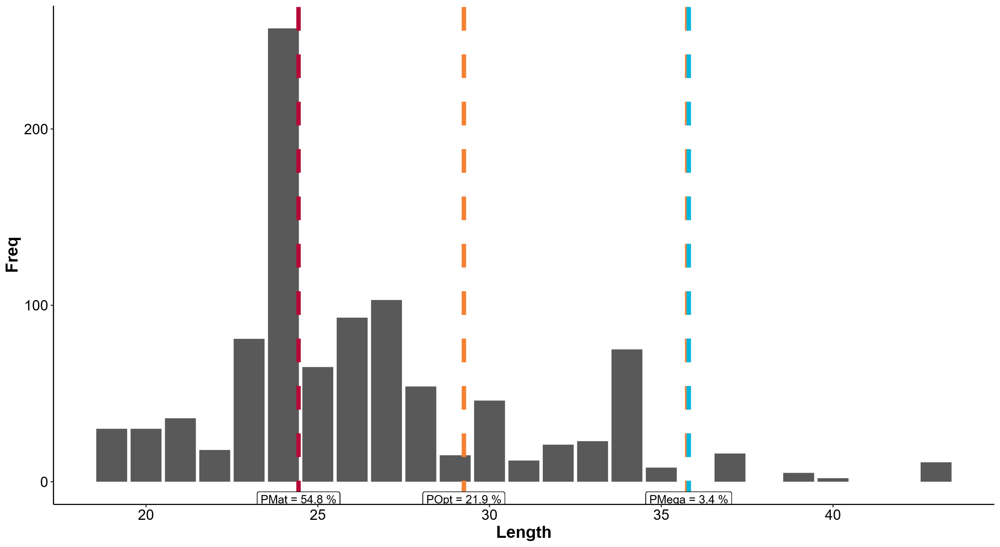 200
100
0
Freq
PMat = 54.8 %
POpt = 21.9 %
PMega = 3.4 %
20
25
30
35
40
Length